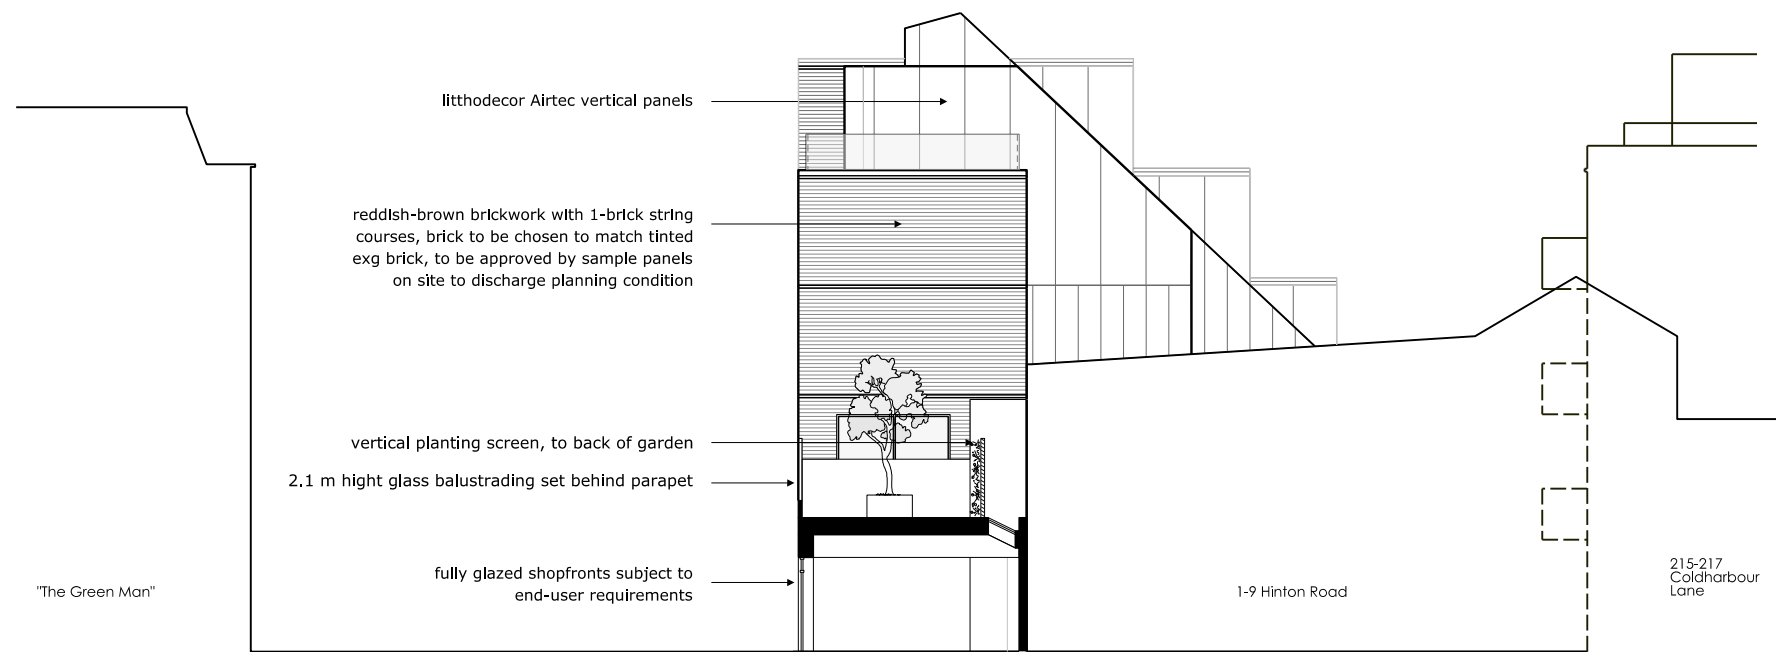 litthodecor Airtec vertical panels
reddish-brown brickwork with 1-brick string
courses, brick to be chosen to match tinted
exg brick, to be approved by sample panels
on site to discharge planning condition
vertical planting screen, to back of garden
2.1 m hight glass balustrading set behind parapet
fully glazed shopfronts subject to
end-user requirements
"The Green Man"
1-9 Hinton Road
215-217
Coldharbour
Lane